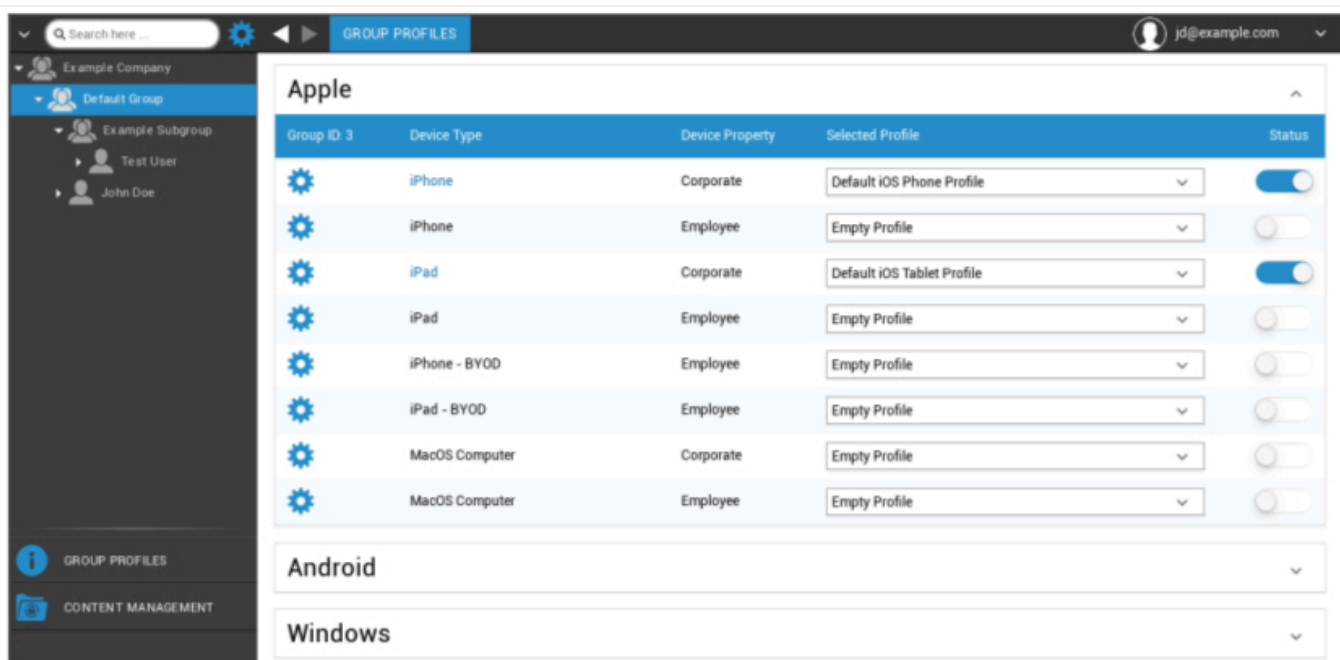 Search here ...
GROUP PROFILES
jd@example.com
Example Company
Default Group
Example Subgroup
Test User
John Doe
GROUP PROFILES
CONTENT MANAGEMENT
Apple
Group ID: 3 Device Type Device Property Selected Profile Status
iPhone Corporate Default iOS Phone Profile
iPhone Employee Empty Profile
iPad Corporate Default iOS Tablet Profile
iPad Employee Empty Profile
iPhone - BYOD Employee Empty Profile
iPad - BYOD Employee Empty Profile
MacOS Computer Corporate Empty Profile
MacOS Computer Employee Empty Profile
Android
Windows